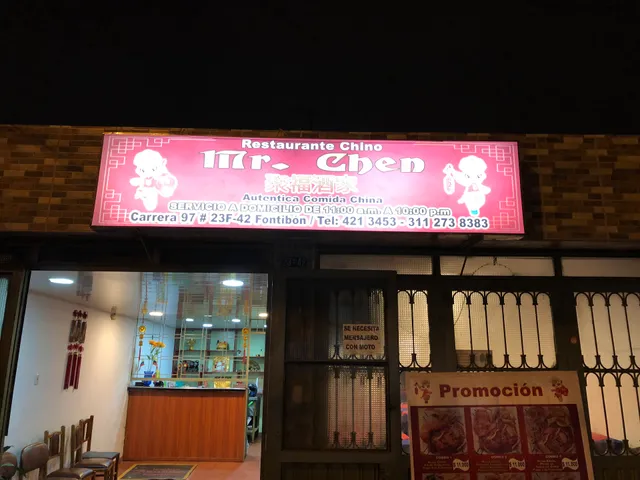 Restaurante Chino
Mr. Chen
聚福酒家
Autentica Comida China
SERVICIO A DOMICILIO DE 11:00 a.m. A 10:00 p.m
Carrera 97 # 23F-42 Fontibon / Tel: 421 3453 - 311 273 8383
SE NECESITA
MENSAJERO
CON MOTO
Promoción